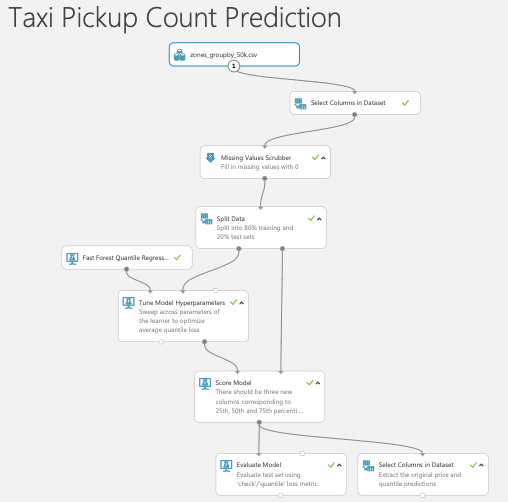 Taxi Pickup Count Prediction
zones_groupby_50k.csv
1
Select Columns in Dataset
Missing Values Scrubber
Fill in missing values with 0
Split Data
Split into 80% training and
20% test sets
Fast Forest Quantile Regress...
Tune Model Hyperparameters
Sweep across parameters of
the learner to optimize
average quantile loss
Score Model
There should be three new
columns corresponding to
25th, 50th and 75th percenti ...
Evaluate Model
Evaluate test set using
'check'/'quantile' loss metric.
Select Columns in Dataset
Extract the original price and
quantile predictions